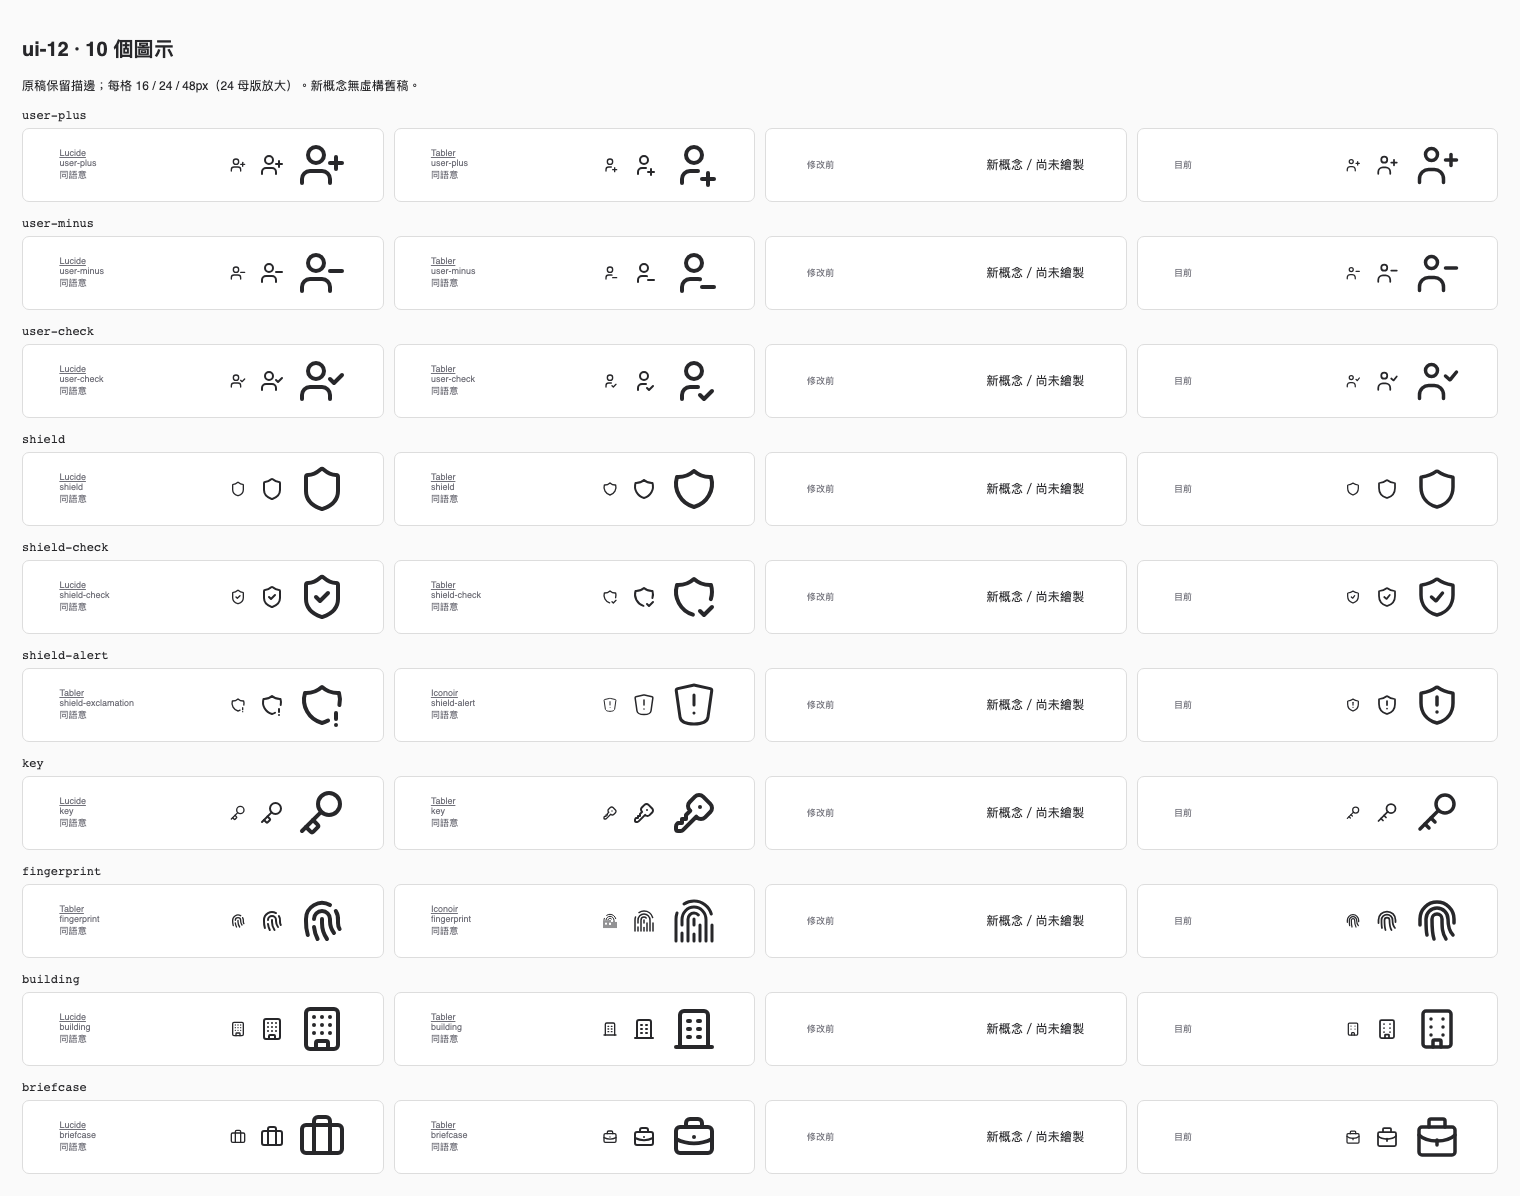 ui-12 · 10 個圖示
原稿保留描邊；每格 16 / 24 / 48px（24 母版放大）。新概念無虛構舊稿。
user-plus
Lucide
user-plus
同語意
Tabler
user-plus
同語意
修改前
新概念 / 尚未繪製
目前
user-minus
Lucide
user-minus
同語意
Tabler
user-minus
同語意
修改前
新概念 / 尚未繪製
目前
user-check
Lucide
user-check
同語意
Tabler
user-check
同語意
修改前
新概念 / 尚未繪製
目前
shield
Lucide
shield
同語意
Tabler
shield
同語意
修改前
新概念 / 尚未繪製
目前
shield-check
Lucide
shield-check
同語意
Tabler
shield-check
同語意
修改前
新概念 / 尚未繪製
目前
shield-alert
Tabler
shield-exclamation
同語意
Iconoir
shield-alert
同語意
修改前
新概念 / 尚未繪製
目前
key
Lucide
key
同語意
Tabler
key
同語意
修改前
新概念 / 尚未繪製
目前
fingerprint
Tabler
fingerprint
同語意
Iconoir
fingerprint
同語意
修改前
新概念 / 尚未繪製
目前
building
Lucide
building
同語意
Tabler
building
同語意
修改前
新概念 / 尚未繪製
目前
briefcase
Lucide
briefcase
同語意
Tabler
briefcase
同語意
修改前
新概念 / 尚未繪製
目前